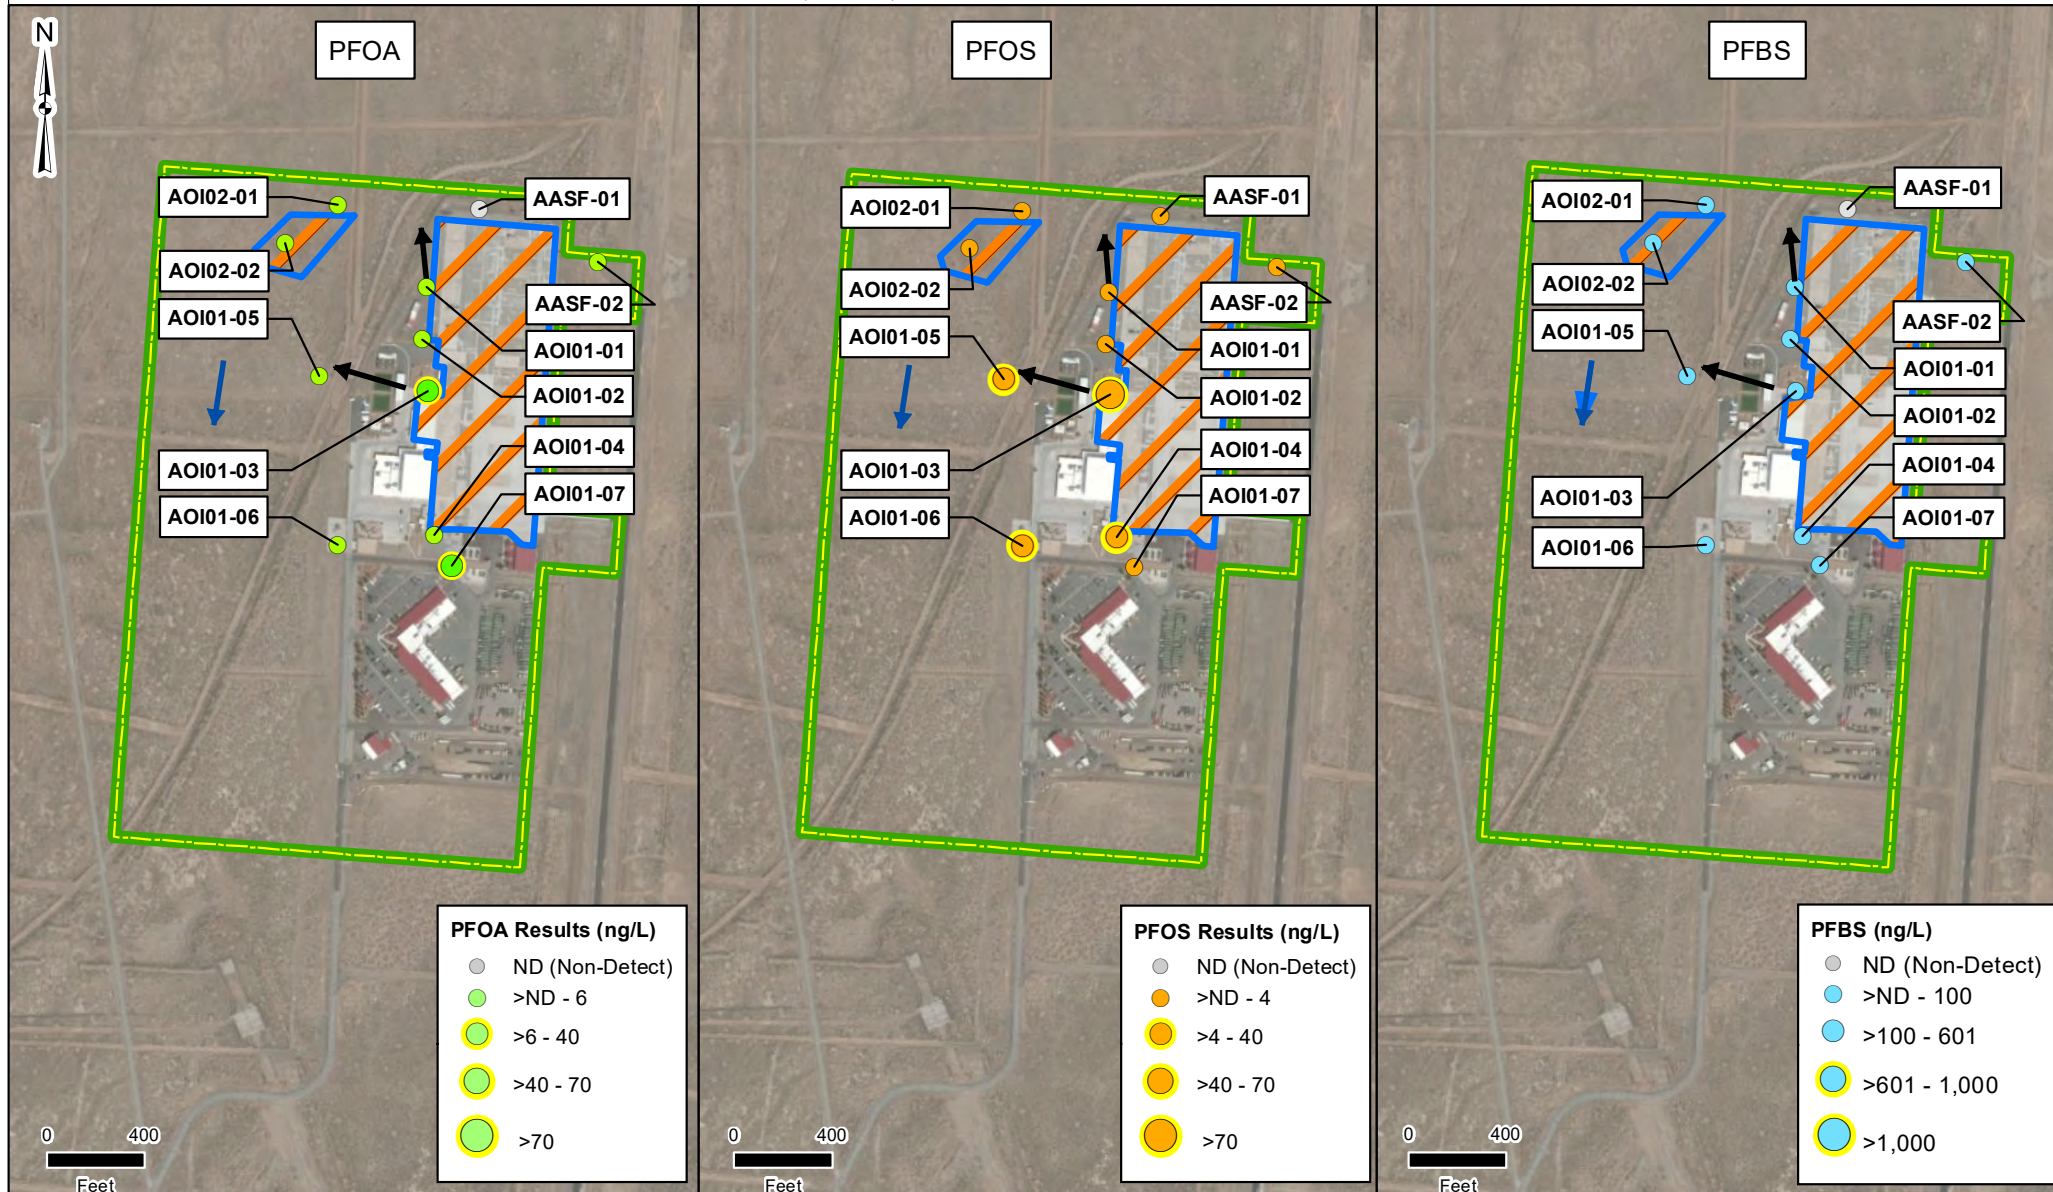 N
PFOA
AOI02-01
AASF-01
AOI02-02
AASF-02
AOI01-05
AOI01-01
AOI01-02
AOI01-04
AOI01-03
AOI01-07
AOI01-06
PFOA Results (ng/L)
ND (Non-Detect)
>ND - 6
>6 - 40
>40 - 70
>70
0 400
Feet
PFOS
AOI02-01
AASF-01
AOI02-02
AASF-02
AOI01-05
AOI01-01
AOI01-02
AOI01-04
AOI01-03
AOI01-07
AOI01-06
PFOS Results (ng/L)
ND (Non-Detect)
>ND - 4
>4 - 40
>40 - 70
>70
0 400
Feet
PFBS
AASF-01
AOI02-01
AOI02-02
AASF-02
AOI01-05
AOI01-01
AOI01-02
AOI01-04
AOI01-03
AOI01-07
AOI01-06
PFBS (ng/L)
ND (Non-Detect)
>ND - 100
>100 - 601
>601 - 1,000
>1,000
0 400
Feet